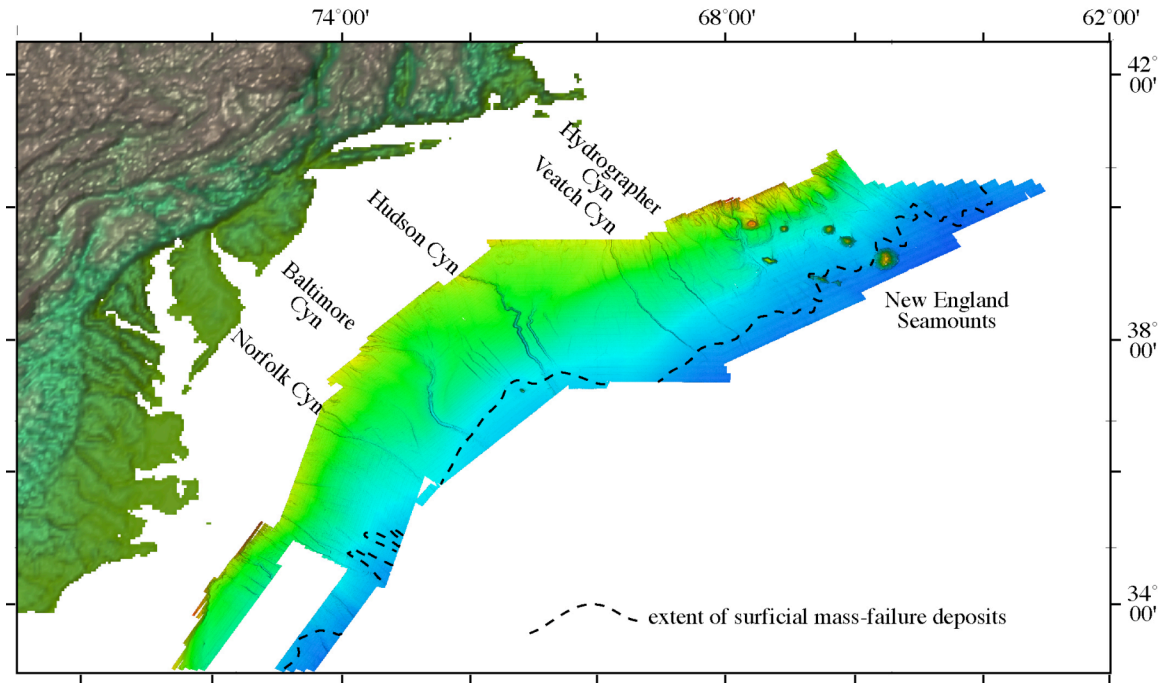 74°00'
68°00'
62°00'
42°
00'
Hydrographer
Cyn
Veatch Cyn
Hudson Cyn
Baltimore
Cyn
Norfolk Cyn
New England
Seamounts
38°
00'
34°
00'
extent of surficial mass-failure deposits